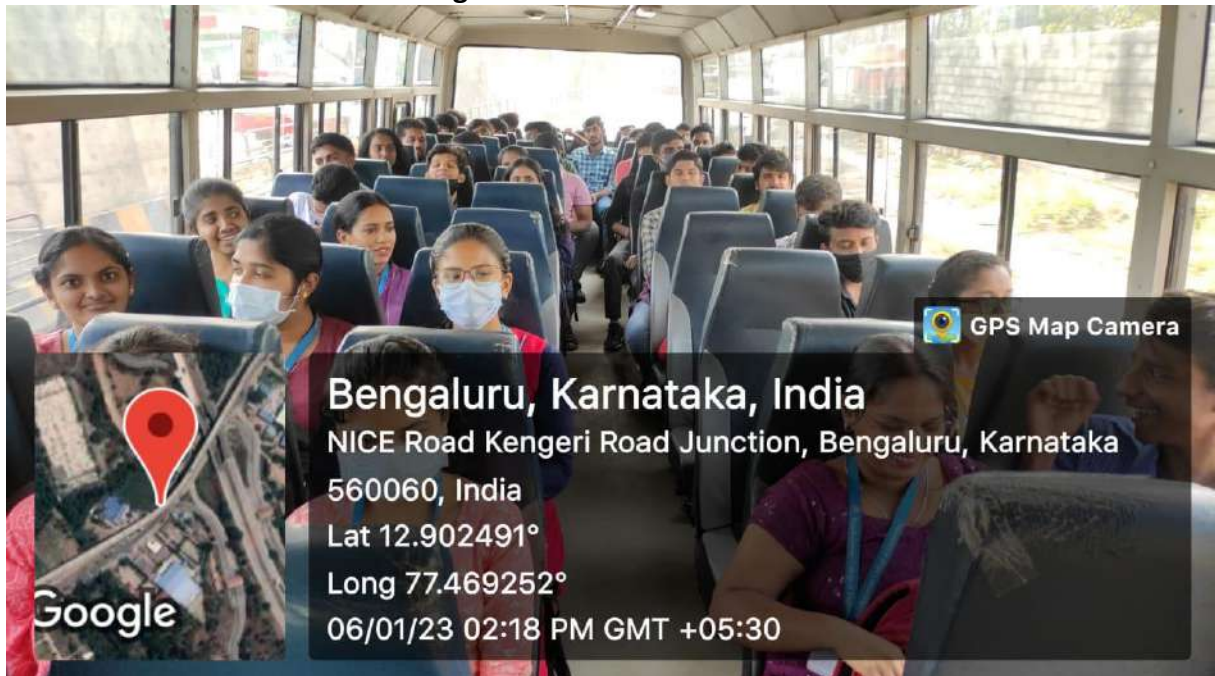 GPS Map Camera
Bengaluru, Karnataka, India
NICE Road Kengeri Road Junction, Bengaluru, Karnataka
560060, India
Lat 12.902491°
Long 77.469252°
06/01/23 02:18 PM GMT +05:30
Google